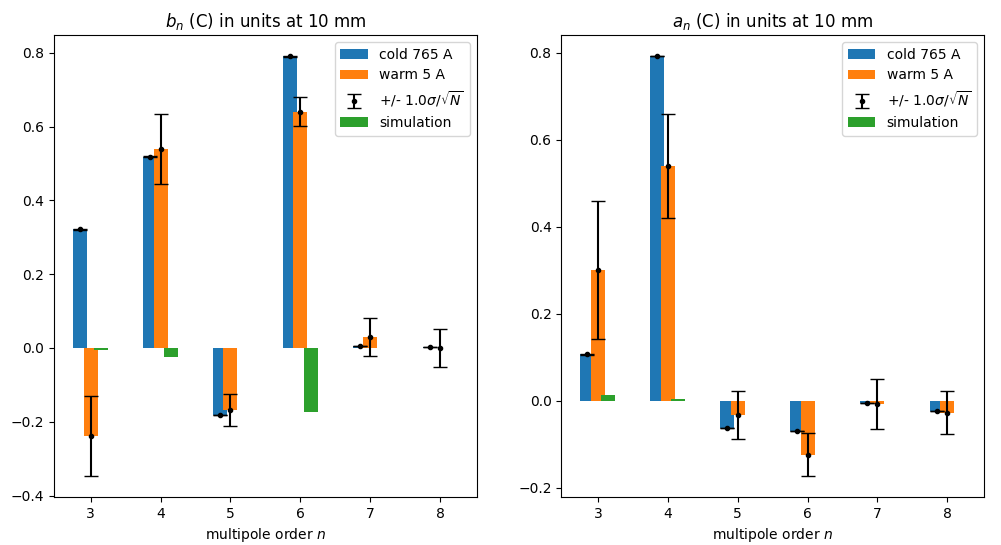 b_n (C) in units at 10 mm
0.8
0.6
0.4
0.2
0.0
−0.2
−0.4
cold 765 A
warm 5 A
+/- 1.0σ/√N
simulation
3 4 5 6 7 8
multipole order n
a_n (C) in units at 10 mm
0.8
0.6
0.4
0.2
0.0
−0.2
cold 765 A
warm 5 A
+/- 1.0σ/√N
simulation
3 4 5 6 7 8
multipole order n